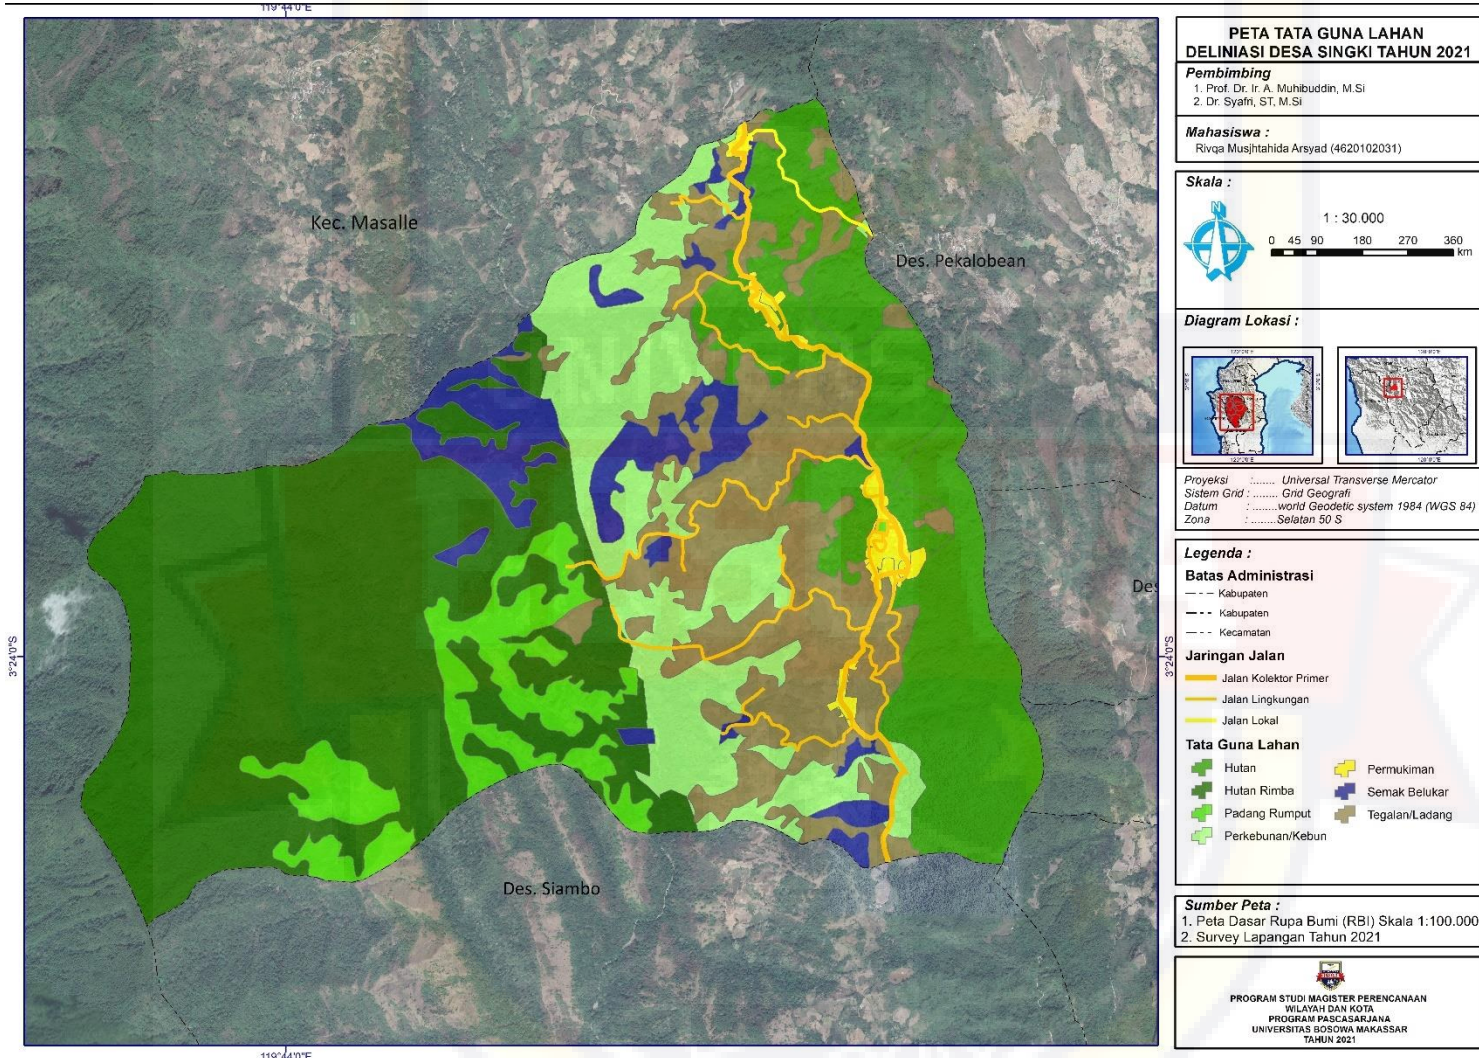 119°44'0"E
Kec. Masalle
Des. Pekalobean
Des
Des. Siambo
3°24'0"S
3°24'0"S
119°44'0"E
PETA TATA GUNA LAHAN
DELINIASI DESA SINGKI TAHUN 2021
Pembimbing
1. Prof. Dr. Ir. A. Muhibuddin, M.Si
2. Dr. Syafri, ST, M.Si
Mahasiswa :
Rivqa Musjhtahida Arsyad (4620102031)
Skala :
N
1 : 30.000
0 45 90 180 270 360
km
Diagram Lokasi :
Proyeksi :...... Universal Transverse Mercator
Sistem Grid : ........ Grid Geografi
Datum : ........world Geodetic system 1984 (WGS 84)
Zona : ........Selatan 50 S
Legenda :
Batas Administrasi
Kabupaten
Kabupaten
Kecamatan
Jaringan Jalan
Jalan Kolektor Primer
Jalan Lingkungan
Jalan Lokal
Tata Guna Lahan
Hutan
Hutan Rimba
Padang Rumput
Perkebunan/Kebun
Permukiman
Semak Belukar
Tegalan/Ladang
Sumber Peta :
1. Peta Dasar Rupa Bumi (RBI) Skala 1:100.000
2. Survey Lapangan Tahun 2021
PROGRAM STUDI MAGISTER PERENCANAAN
WILAYAH DAN KOTA
PROGRAM PASCASARJANA
UNIVERSITAS BOSOWA MAKASSAR
TAHUN 2021